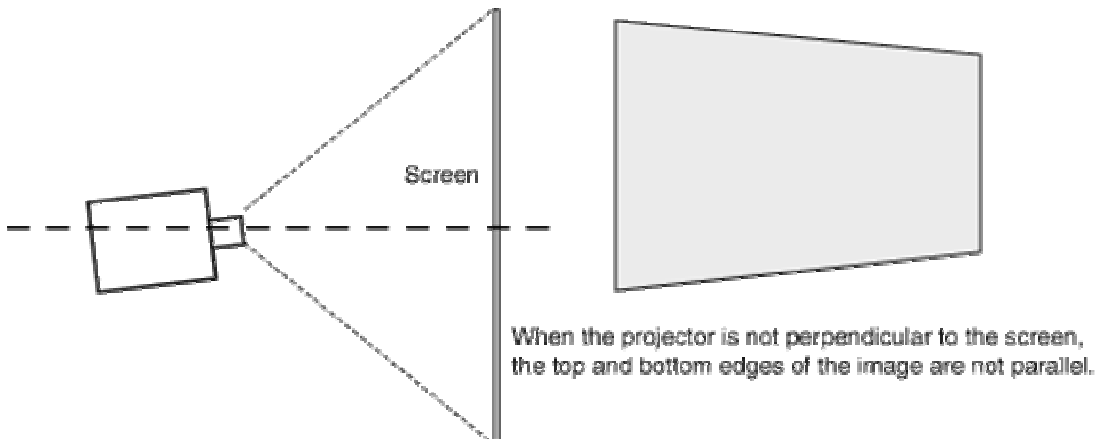 Screen
When the projector is not perpendicular to the screen,
the top and bottom edges of the image are not parallel.